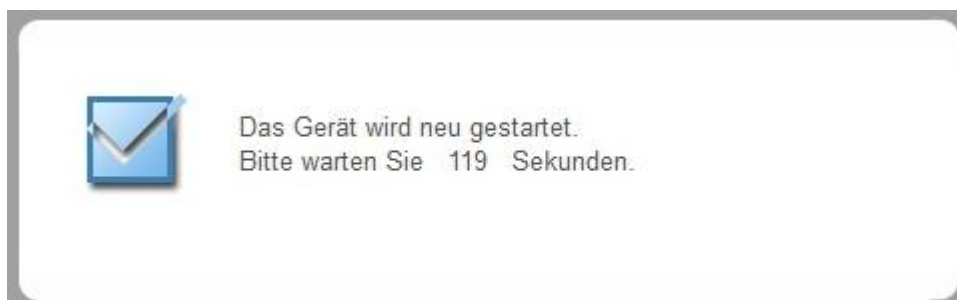 Das Gerät wird neu gestartet.
Bitte warten Sie 119 Sekunden.